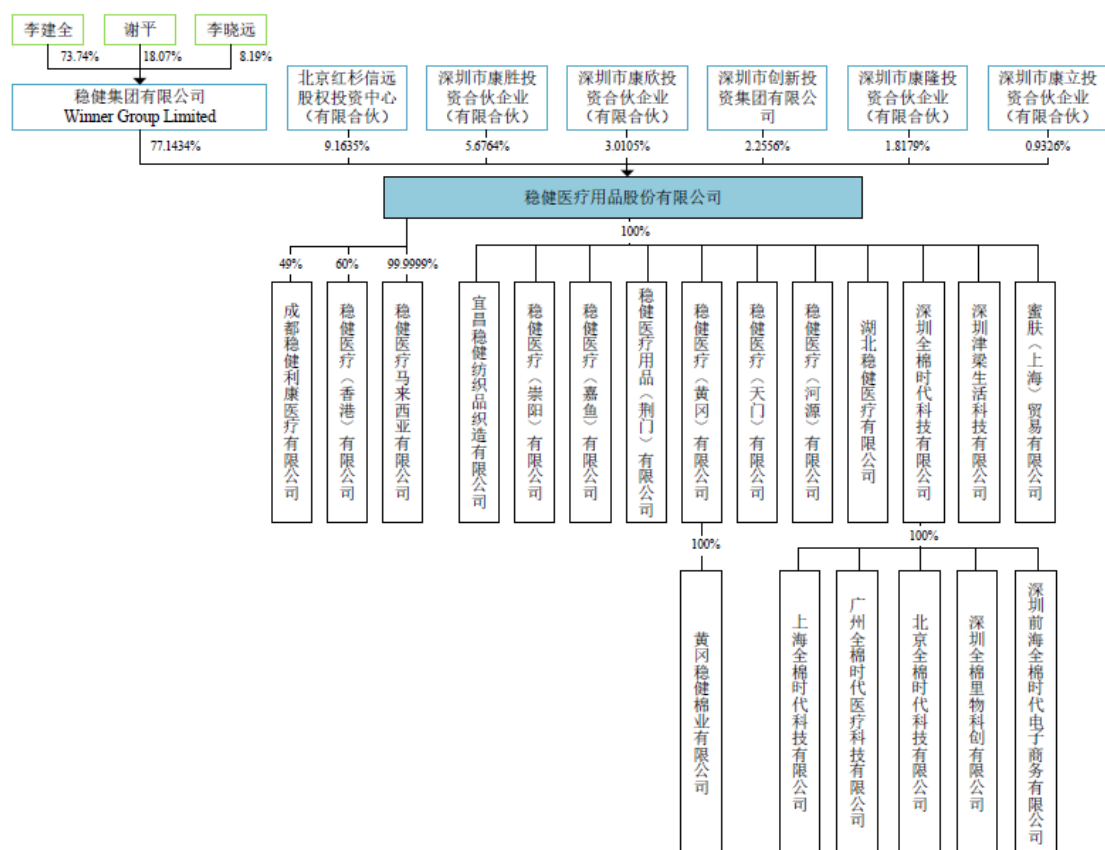 李建全
谢平
李晓远
73.74%
18.07%
8.19%
稳健集团有限公司
Winner Group Limited
北京红杉信远
股权投资中心
（有限合伙）
深圳市康胜投
资合伙企业
（有限合伙）
深圳市康欣投
资合伙企业
（有限合伙）
深圳市创新投
资集团有限公
司
深圳市康隆投
资合伙企业
（有限合伙）
深圳市康立投
资合伙企业
（有限合伙）
77.1434%
9.1635%
5.6764%
3.0105%
2.2556%
1.8179%
0.9326%
稳健医疗用品股份有限公司
100%
49%
60%
99.9999%
成都稳健利康医疗有限公司
稳健医疗（香港）有限公司
稳健医疗马来西亚有限公司
宜昌稳健纺织品织造有限公司
稳健医疗（崇阳）有限公司
稳健医疗（嘉鱼）有限公司
稳健医疗用品（荆门）有限公司
稳健医疗（黄冈）有限公司
稳健医疗（天门）有限公司
稳健医疗（河源）有限公司
湖北稳健医疗有限公司
深圳全棉时代科技有限公司
深圳津梁生活科技有限公司
蜜肤（上海）贸易有限公司
100%
100%
黄冈稳健棉业有限公司
上海全棉时代科技有限公司
广州全棉时代医疗科技有限公司
北京全棉时代科技有限公司
深圳全棉里物科创有限公司
深圳前海全棉时代电子商务有限公司